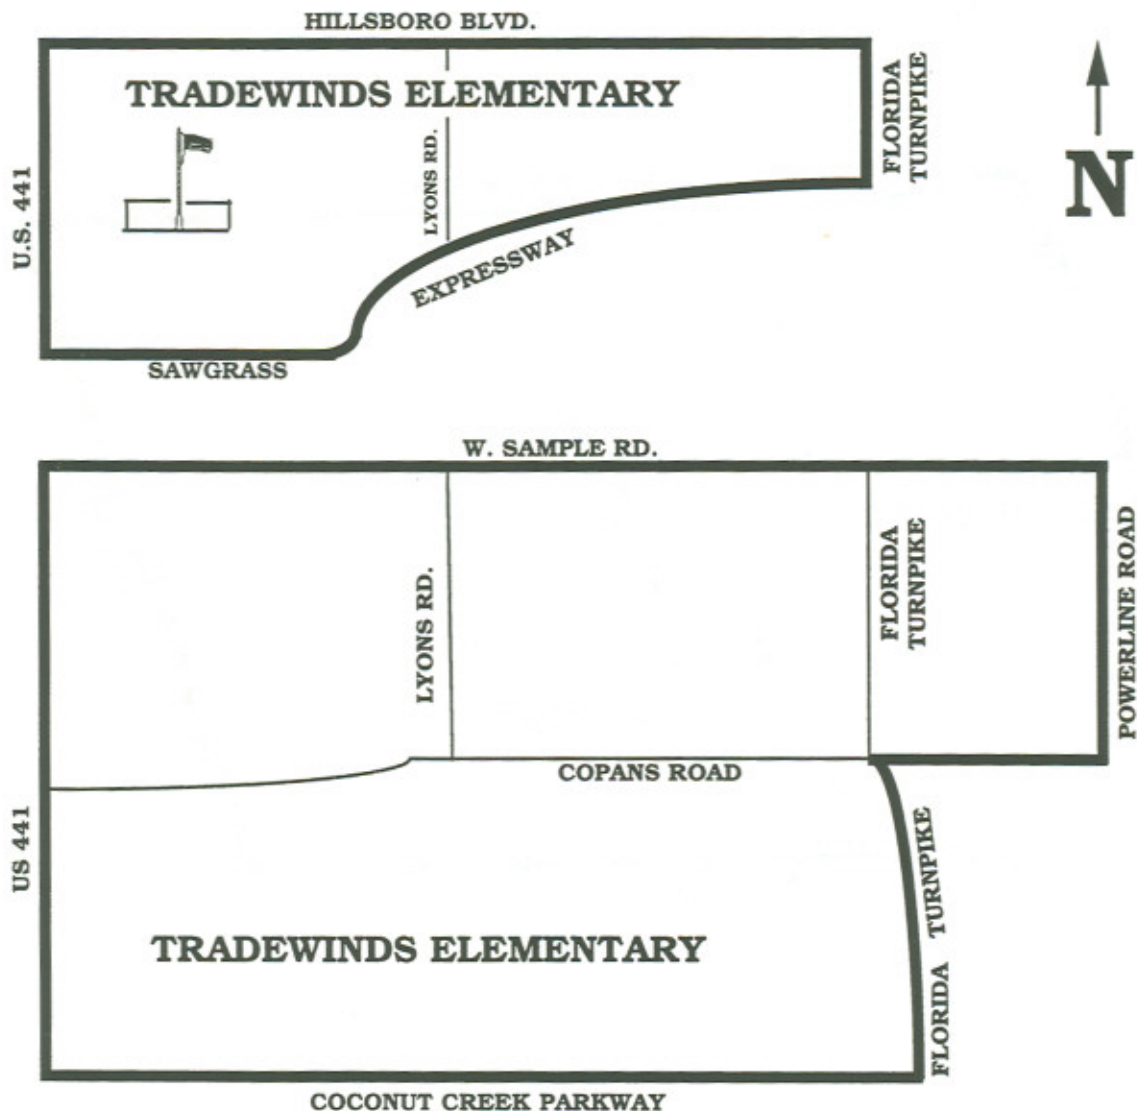 HILLSBORO BLVD.
TRADEWINDS ELEMENTARY
FLORIDA
TURNPIKE
N
LYONS RD.
U.S. 441
EXPRESSWAY
SAWGRASS
W. SAMPLE RD.
FLORIDA
TURNPIKE
POWERLINE ROAD
LYONS RD.
COPANS ROAD
US 441
FLORIDA TURNPIKE
TRADEWINDS ELEMENTARY
COCONUT CREEK PARKWAY